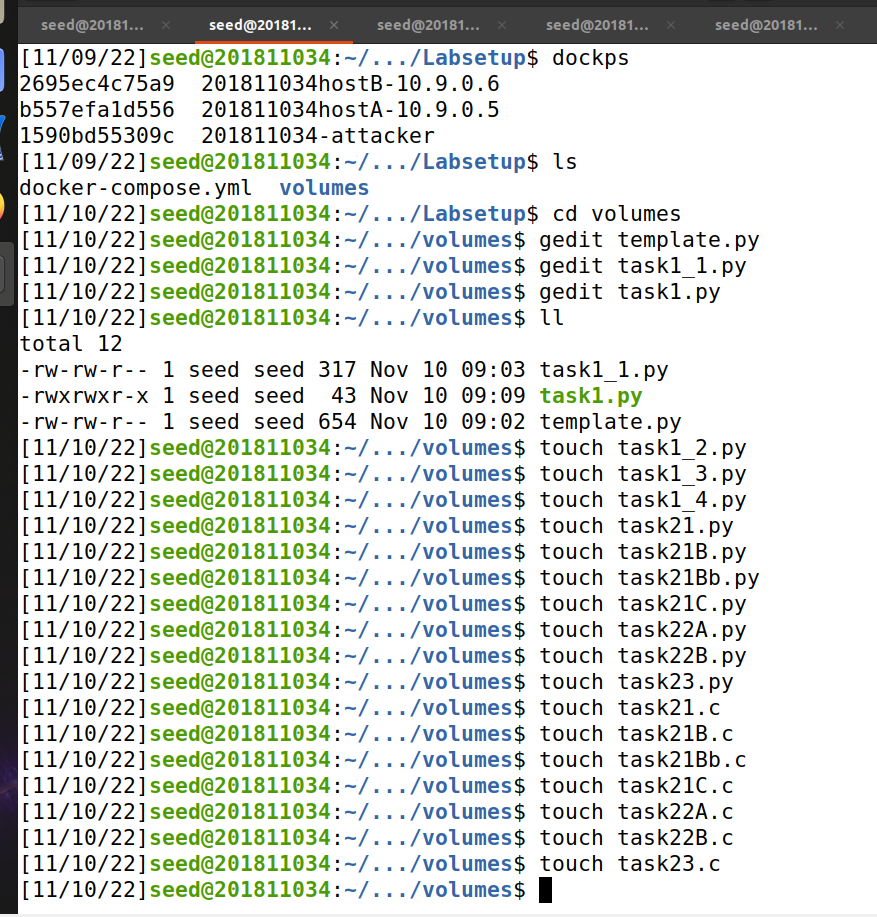 seed@20181... × seed@20181... × seed@20181... × seed@20181... × seed@20181... ×
[11/09/22]seed@201811034:~/.../Labsetup$ dockps
2695ec4c75a9  201811034hostB-10.9.0.6
b557efa1d556  201811034hostA-10.9.0.5
1590bd55309c  201811034-attacker
[11/09/22]seed@201811034:~/.../Labsetup$ ls
docker-compose.yml  volumes
[11/10/22]seed@201811034:~/.../Labsetup$ cd volumes
[11/10/22]seed@201811034:~/.../volumes$ gedit template.py
[11/10/22]seed@201811034:~/.../volumes$ gedit task1_1.py
[11/10/22]seed@201811034:~/.../volumes$ gedit task1.py
[11/10/22]seed@201811034:~/.../volumes$ ll
total 12
-rw-rw-r-- 1 seed seed 317 Nov 10 09:03 task1_1.py
-rwxrwxr-x 1 seed seed  43 Nov 10 09:09 task1.py
-rw-rw-r-- 1 seed seed 654 Nov 10 09:02 template.py
[11/10/22]seed@201811034:~/.../volumes$ touch task1_2.py
[11/10/22]seed@201811034:~/.../volumes$ touch task1_3.py
[11/10/22]seed@201811034:~/.../volumes$ touch task1_4.py
[11/10/22]seed@201811034:~/.../volumes$ touch task21.py
[11/10/22]seed@201811034:~/.../volumes$ touch task21B.py
[11/10/22]seed@201811034:~/.../volumes$ touch task21Bb.py
[11/10/22]seed@201811034:~/.../volumes$ touch task21C.py
[11/10/22]seed@201811034:~/.../volumes$ touch task22A.py
[11/10/22]seed@201811034:~/.../volumes$ touch task22B.py
[11/10/22]seed@201811034:~/.../volumes$ touch task23.py
[11/10/22]seed@201811034:~/.../volumes$ touch task21.c
[11/10/22]seed@201811034:~/.../volumes$ touch task21B.c
[11/10/22]seed@201811034:~/.../volumes$ touch task21Bb.c
[11/10/22]seed@201811034:~/.../volumes$ touch task21C.c
[11/10/22]seed@201811034:~/.../volumes$ touch task22A.c
[11/10/22]seed@201811034:~/.../volumes$ touch task22B.c
[11/10/22]seed@201811034:~/.../volumes$ touch task23.c
[11/10/22]seed@201811034:~/.../volumes$